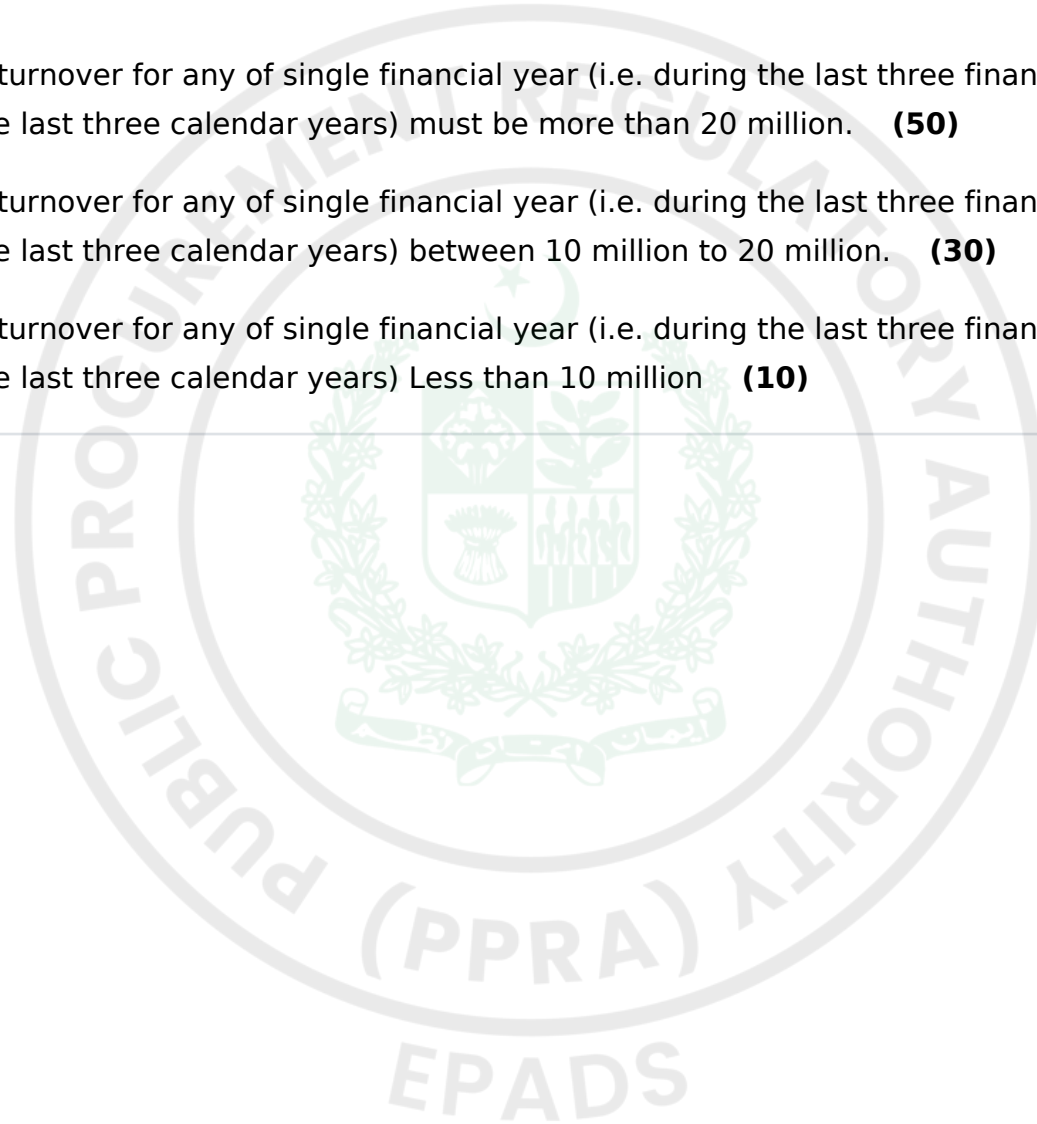 turnover for any of single financial year (i.e. during the last three finan
e last three calendar years) must be more than 20 million. (50)
turnover for any of single financial year (i.e. during the last three finan
e last three calendar years) between 10 million to 20 million. (30)
turnover for any of single financial year (i.e. during the last three finan
e last three calendar years) Less than 10 million (10)
PUBLIC PROCUREMENT REGULATORY AUTHORITY
(PPRA)
EPADS